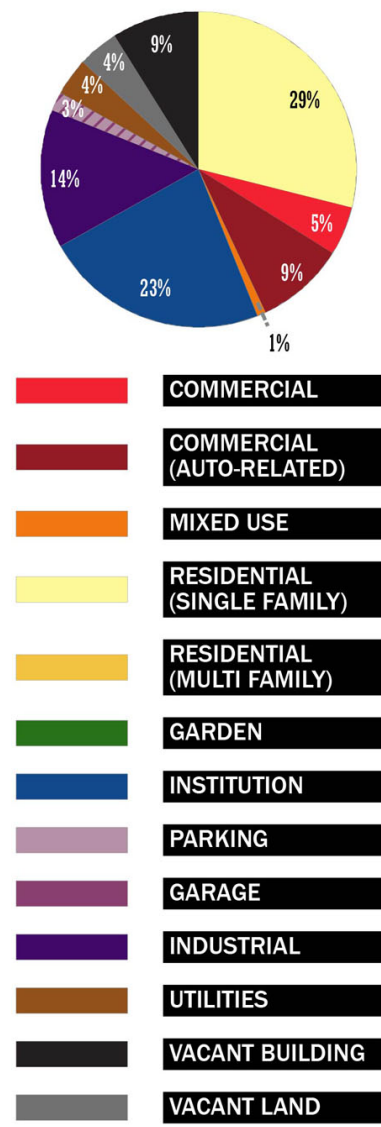 9%
4%
29%
4%
3%
14%
5%
9%
23%
1%
COMMERCIAL
COMMERCIAL
(AUTO-RELATED)
MIXED USE
RESIDENTIAL
(SINGLE FAMILY)
RESIDENTIAL
(MULTI FAMILY)
GARDEN
INSTITUTION
PARKING
GARAGE
INDUSTRIAL
UTILITIES
VACANT BUILDING
VACANT LAND